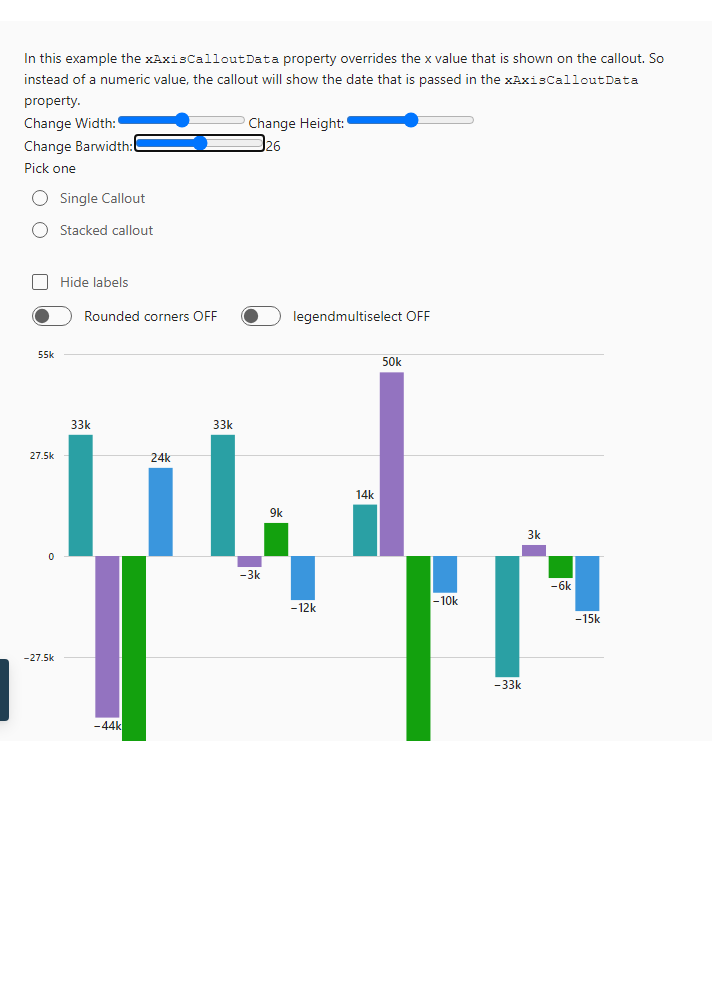 In this example the xAxisCalloutData property overrides the x value that is shown on the callout. So
instead of a numeric value, the callout will show the date that is passed in the xAxisCalloutData
property.
Change Width: Change Height:
Change Barwidth: 26
Pick one
Single Callout
Stacked callout
Hide labels
Rounded corners OFF legendmultiselect OFF
55k
50k
33k 33k
27.5k 24k
14k
9k
3k
0
−3k
−6k
−12k −10k
−15k
−27.5k
−33k
−44k